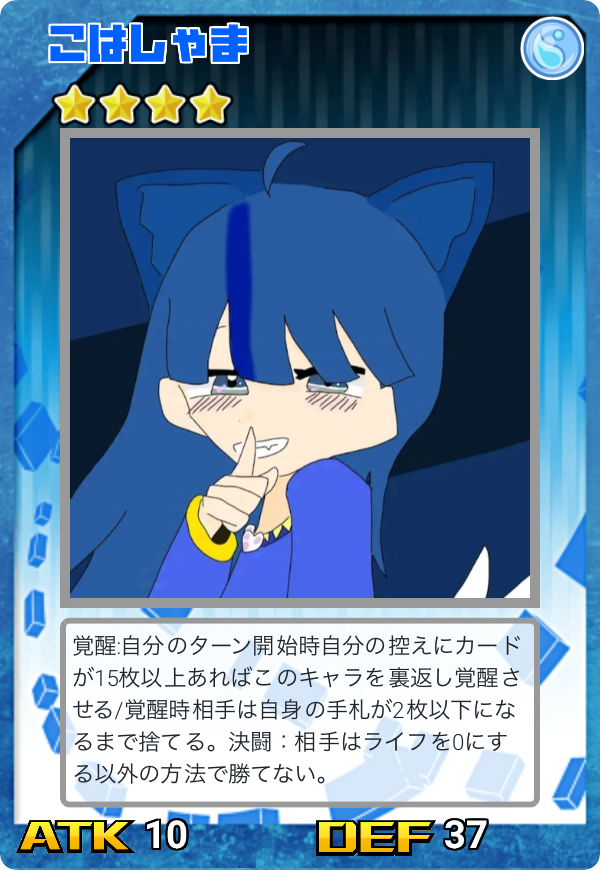 こはしゃま
覚醒:自分のターン開始時自分の控えにカード
が15枚以上あればこのキャラを裏返し覚醒さ
せる/覚醒時相手は自身の手札が2枚以下にな
るまで捨てる。決闘：相手はライフを0にす
る以外の方法で勝てない。
ATK 10 DEF 37